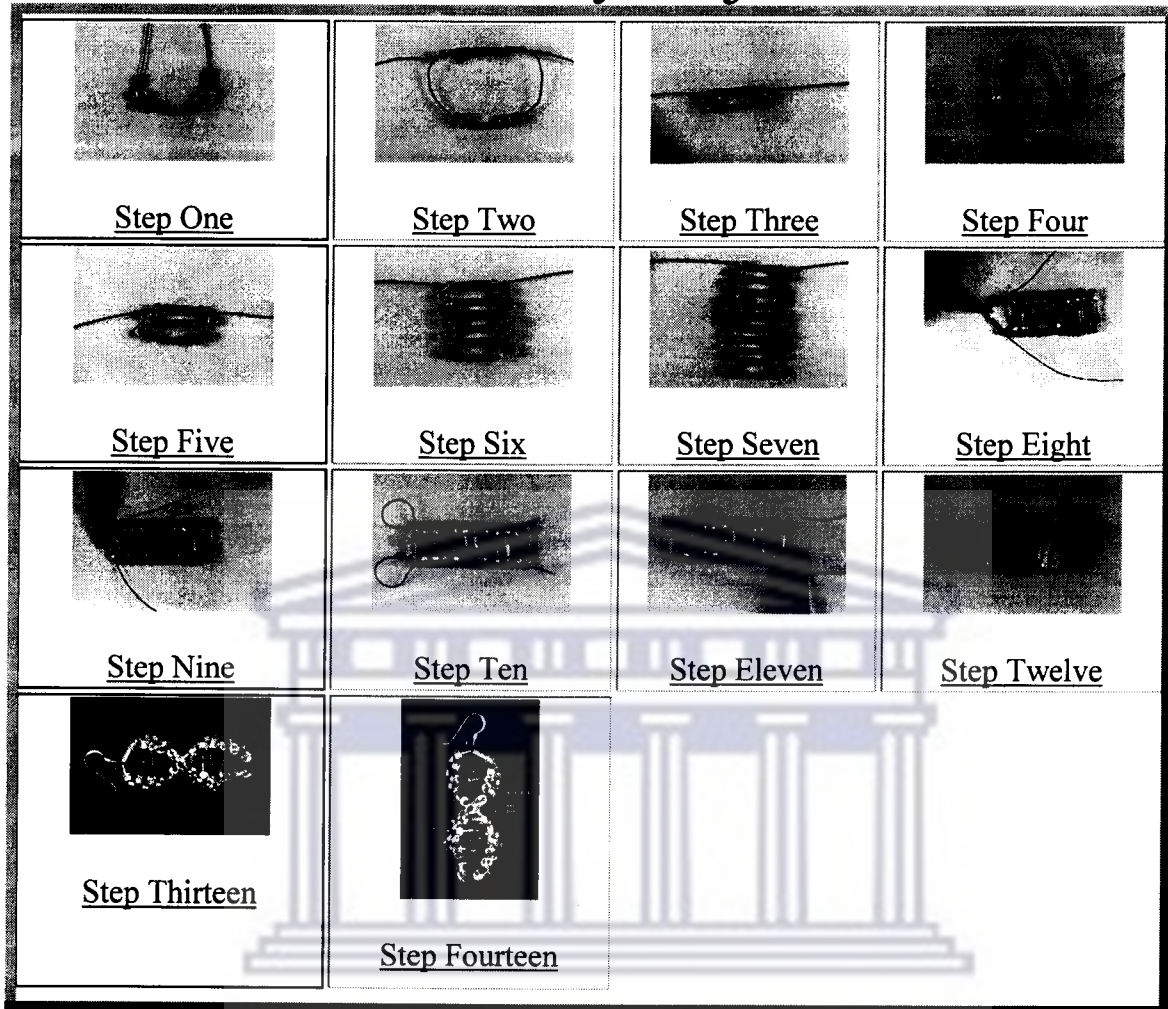 Step One
Step Two
Step Three
Step Four
Step Five
Step Six
Step Seven
Step Eight
Step Nine
Step Ten
Step Eleven
Step Twelve
Step Thirteen
Step Fourteen